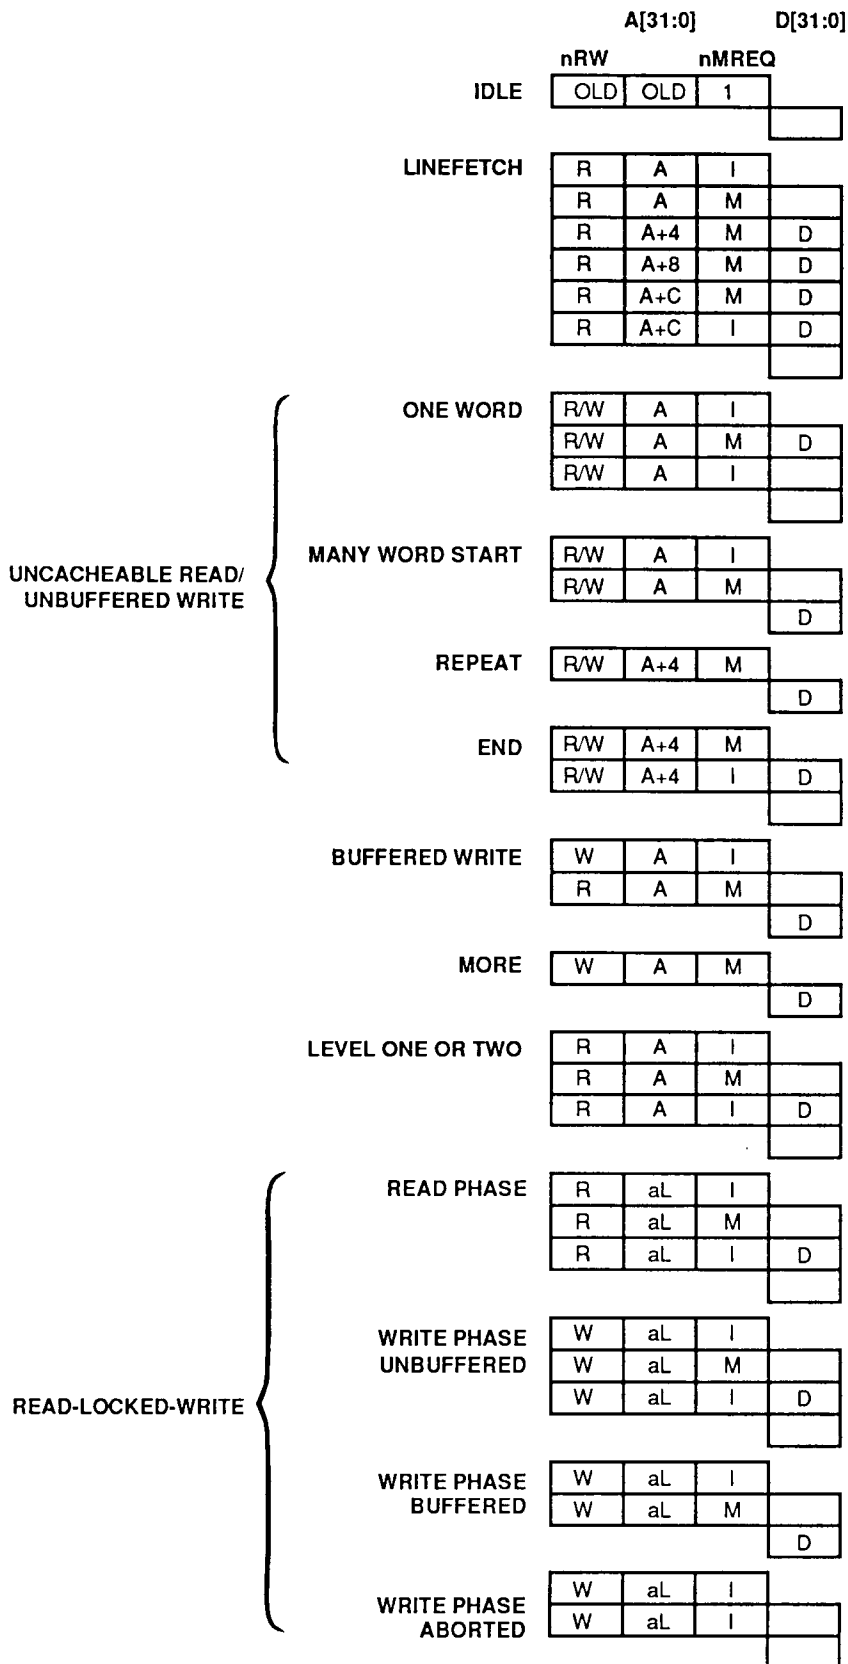 A[31:0] D[31:0]
nRW nMREQ
IDLE OLD OLD 1
LINEFETCH R A I
R A M
R A+4 M D
R A+8 M D
R A+C M D
R A+C I D
ONE WORD R/W A I
R/W A M D
R/W A I
MANY WORD START R/W A I
UNCACHEABLE READ/ R/W A M
UNBUFFERED WRITE D
REPEAT R/W A+4 M
D
END R/W A+4 M
R/W A+4 I D
BUFFERED WRITE W A I
R A M
D
MORE W A M
D
LEVEL ONE OR TWO R A I
R A M
R A I D
READ PHASE R aL I
R aL M
R aL I D
WRITE PHASE W aL I
UNBUFFERED W aL M
READ-LOCKED-WRITE W aL I D
WRITE PHASE W aL I
BUFFERED W aL M
D
WRITE PHASE W aL I
ABORTED W aL I